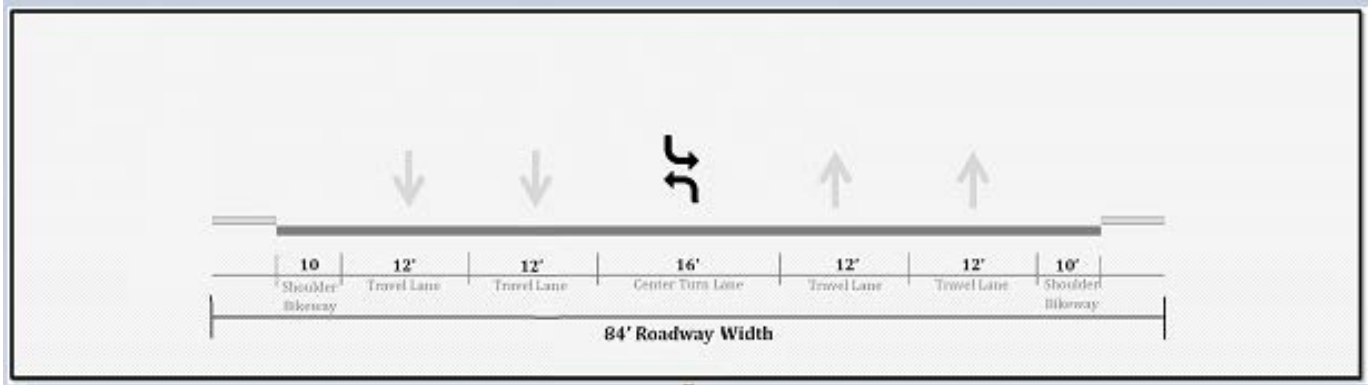 10 12' 12' 16' 12' 12' 10'
Shoulder Travel Lane Travel Lane Center Turn Lane Travel Lane Travel Lane Shoulder
Bikeway Bikeway
84' Roadway Width